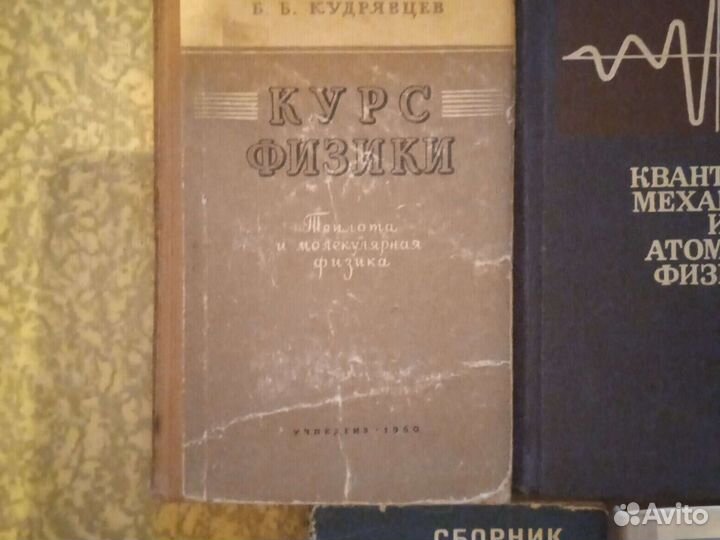 Б. Б. КУДРЯВЦЕВ
КУРС
ФИЗИКИ
Теплота
и молекулярная
физика
УЧПЕДГИЗ · 1960
КВАНТ
МЕХА
И
АТОМ
ФИЗ
СБОРНИК
Avito